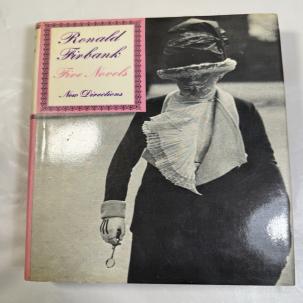 Ronald
Firbank
Five Novels
New Directions